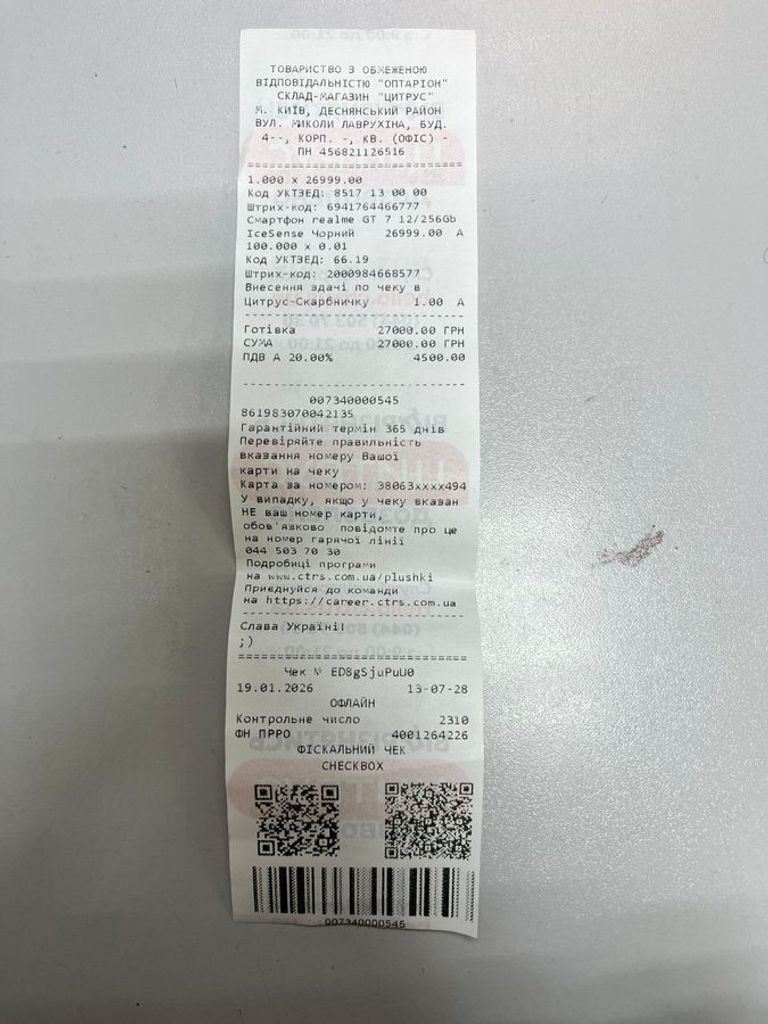 ТОВАРИСТВО З ОБМЕЖЕНОЮ
ВІДПОВІДАЛЬНІСТЮ "ОПТАРІОН"
СКЛАД-МАГАЗИН "ЦИТРУС"
М. КИЇВ, ДЕСНЯНСЬКИЙ РАЙОН
ВУЛ. МИКОЛИ ЛАВРУХІНА, БУД.
4--, КОРП. -, КВ. (ОФІС) -
ПН 456821126516
1.000 x 26999.00
Код УКТЗЕД: 8517 13 00 00
Штрих-код: 6941764466777
Смартфон realme GT 7 12/256Gb
IceSense Чорний 26999.00 А
100.000 x 0.01
Код УКТЗЕД: 66.19
Штрих-код: 2000984668577
Внесення здачі по чеку в
Цитрус-Скарбничку 1.00 А
Готівка 27000.00 ГРН
СУМА 27000.00 ГРН
ПДВ А 20.00% 4500.00
007340000545
861983070042135
Гарантійний термін 365 днів
Перевіряйте правильність
вказання номеру Вашої
карти на чеку
Карта за номером: 38063xxxx494
У випадку, якщо у чеку вказан
НЕ ваш номер карти,
обов'язково повідомте про це
на номер гарячої лінії
044 503 70 30
Подробиці програми
на www.ctrs.com.ua/plushki
Приєднуйся до команди
на https://career.ctrs.com.ua
Слава Україні!
;)
Чек № ED8gSjuPuU0
19.01.2026 13-07-28
ОФЛАЙН
Контрольне число 2310
ФН ПРРО 4001264226
ФІСКАЛЬНИЙ ЧЕК
CHECKBOX
007340000545